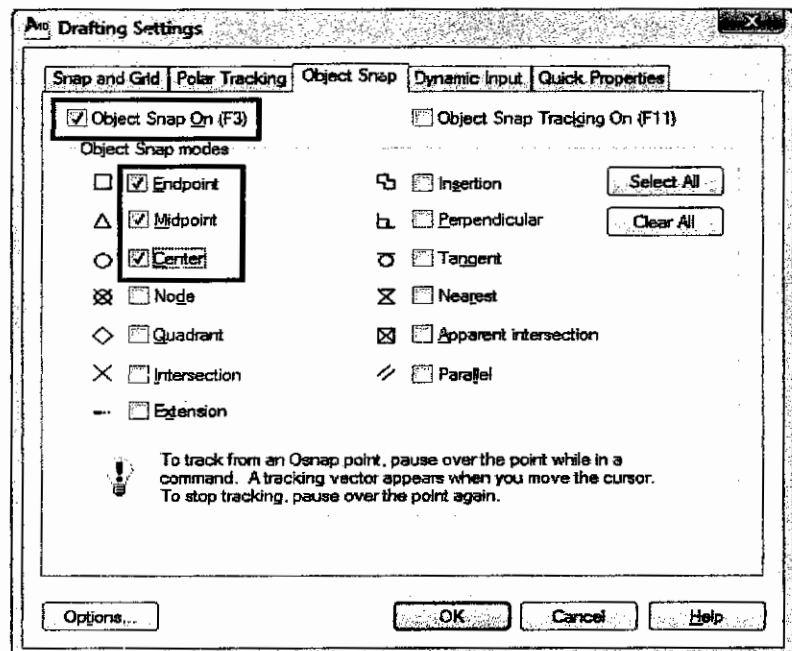 Drafting Settings
Snap and Grid Polar Tracking Object Snap Dynamic Input Quick Properties
Object Snap On (F3) Object Snap Tracking On (F11)
Object Snap modes
Endpoint Insertion Select All
Midpoint Perpendicular Clear All
Center Tangent
Node Nearest
Quadrant Apparent intersection
Intersection Parallel
Extension
To track from an Osnap point, pause over the point while in a
command. A tracking vector appears when you move the cursor.
To stop tracking, pause over the point again.
Options... OK Cancel Help